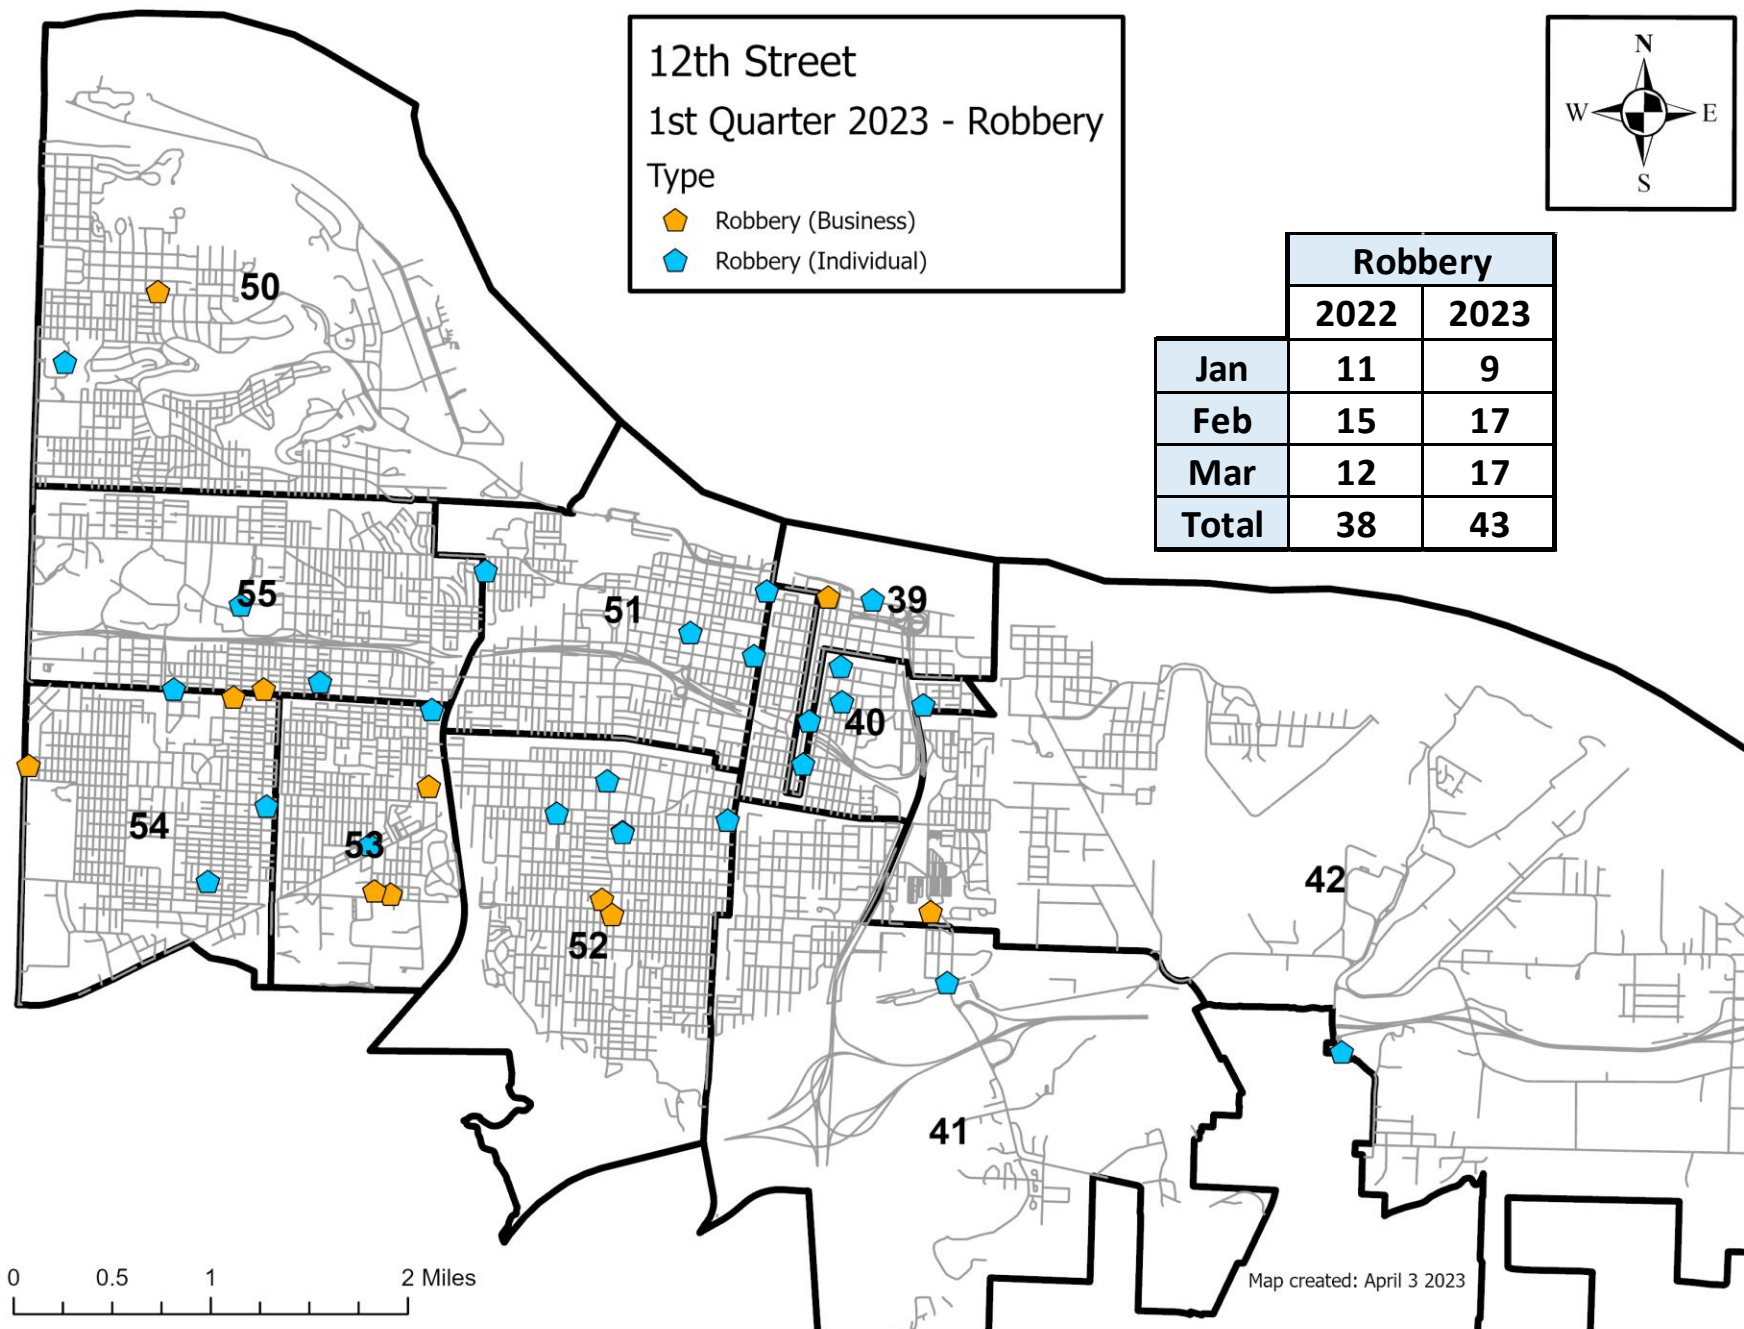 12th Street
1st Quarter 2023 - Robbery
Type
Robbery (Business)
Robbery (Individual)
N
W E
S
Robbery
2022 2023
Jan 11 9
Feb 15 17
Mar 12 17
Total 38 43
50
55
51
39
40
54
53
52
42
41
0 0.5 1 2 Miles
Map created: April 3 2023